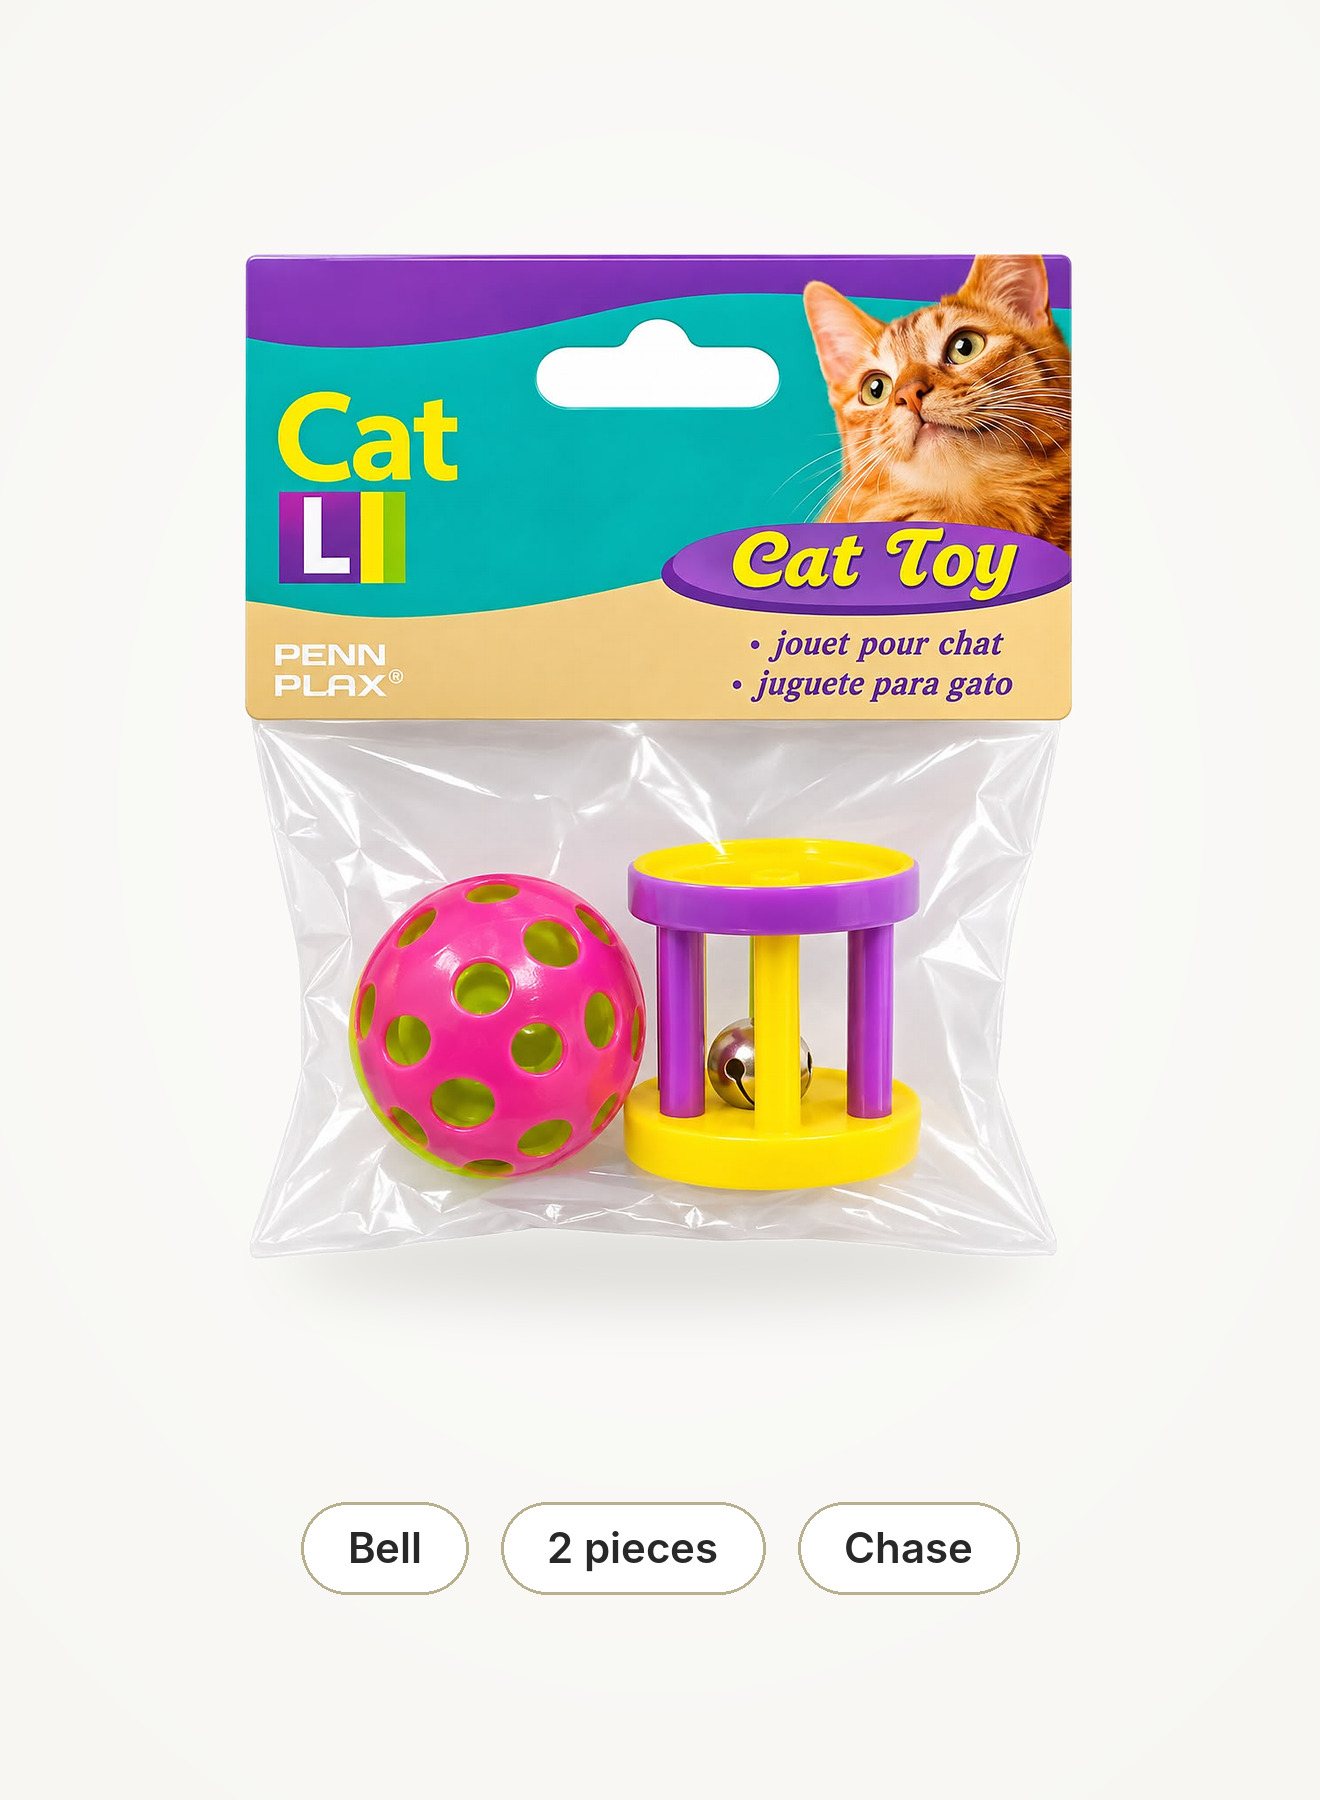 Cat
LI
PENN
PLAX®
Cat Toy
• jouet pour chat
• juguete para gato
Bell
2 pieces
Chase